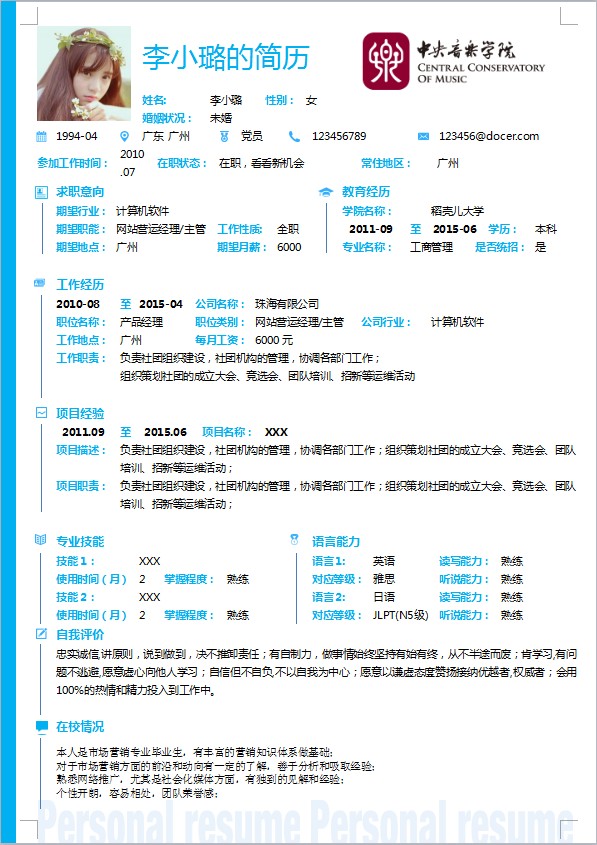 李小璐的简历
中央音乐学院
CENTRAL CONSERVATORY
OF MUSIC
姓名: 李小璐 性别: 女
婚姻状况: 未婚
1994-04 广东 广州 党员 123456789 123456@docer.com
参加工作时间: 2010.07 在职状态: 在职，看看新机会 常住地区: 广州
求职意向
期望行业: 计算机软件
期望职能: 网站营运经理/主管 工作性质: 全职
期望地点: 广州 期望月薪: 6000
教育经历
学院名称: 稻壳儿大学
2011-09 至 2015-06 学历: 本科
专业名称: 工商管理 是否统招: 是
工作经历
2010-08 至 2015-04 公司名称: 珠海有限公司
职位名称: 产品经理 职位类别: 网站营运经理/主管 公司行业: 计算机软件
工作地点: 广州 每月工资: 6000 元
工作职责: 负责社团组织建设，社团机构的管理，协调各部门工作；
组织策划社团的成立大会、竞选会、团队培训、招新等运维活动
项目经验
2011.09 至 2015.06 项目名称: XXX
项目描述: 负责社团组织建设，社团机构的管理，协调各部门工作；组织策划社团的成立大会、竞选会、团队
培训、招新等运维活动；
项目职责: 负责社团组织建设，社团机构的管理，协调各部门工作；组织策划社团的成立大会、竞选会、团队
培训、招新等运维活动；
专业技能
技能1: XXX
使用时间（月） 2 掌握程度: 熟练
技能2: XXX
使用时间（月） 2 掌握程度: 熟练
语言能力
语言1: 英语 读写能力: 熟练
对应等级: 雅思 听说能力: 熟练
语言2: 日语 读写能力: 熟练
对应等级: JLPT(N5级) 听说能力: 熟练
自我评价
忠实诚信,讲原则，说到做到，决不推卸责任；有自制力，做事情始终坚持有始有终，从不半途而废；肯学习,有问
题不逃避,愿意虚心向他人学习；自信但不自负,不以自我为中心；愿意以谦虚态度赞扬接纳优越者,权威者；会用
100%的热情和精力投入到工作中。
在校情况
本人是市场营销专业毕业生，有丰富的营销知识体系做基础;
对于市场营销方面的前沿和动向有一定的了解，善于分析和吸取经验;
熟悉网络推广，尤其是社会化媒体方面，有独到的见解和经验;
个性开朗，容易相处，团队荣誉感;
Personal resume Personal resume